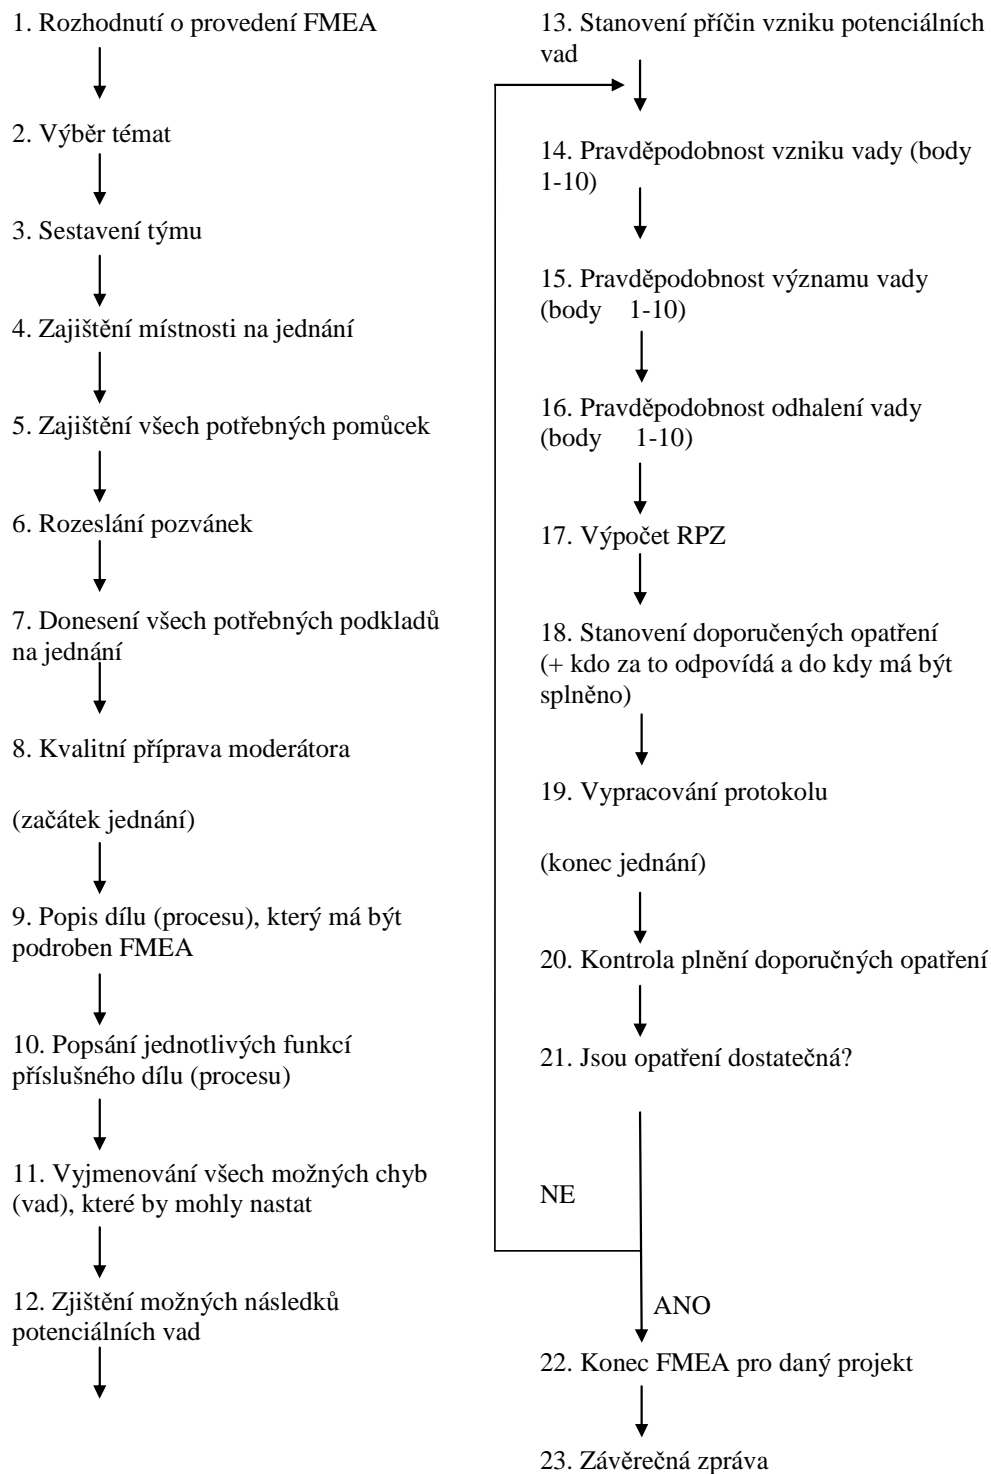 1. Rozhodnutí o provedení FMEA
2. Výběr témat
3. Sestavení týmu
4. Zajištění místnosti na jednání
5. Zajištění všech potřebných pomůcek
6. Rozeslání pozvánek
7. Donesení všech potřebných podkladů
na jednání
8. Kvalitní příprava moderátora
(začátek jednání)
9. Popis dílu (procesu), který má být
podroben FMEA
10. Popsání jednotlivých funkcí
příslušného dílu (procesu)
11. Vyjmenování všech možných chyb
(vad), které by mohly nastat
12. Zjištění možných následků
potenciálních vad
13. Stanovení příčin vzniku potenciálních
vad
14. Pravděpodobnost vzniku vady (body
1-10)
15. Pravděpodobnost významu vady
(body 1-10)
16. Pravděpodobnost odhalení vady
(body 1-10)
17. Výpočet RPZ
18. Stanovení doporučených opatření
(+ kdo za to odpovídá a do kdy má být
splněno)
19. Vypracování protokolu
(konec jednání)
20. Kontrola plnění doporučných opatření
21. Jsou opatření dostatečná?
NE
ANO
22. Konec FMEA pro daný projekt
23. Závěrečná zpráva